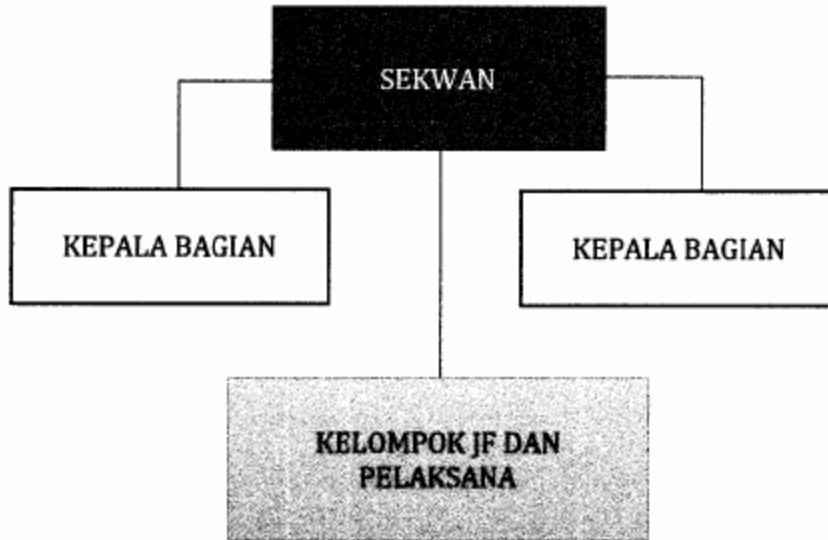 SEKWAN
KEPALA BAGIAN
KEPALA BAGIAN
KELOMPOK JF DAN
PELAKSANA